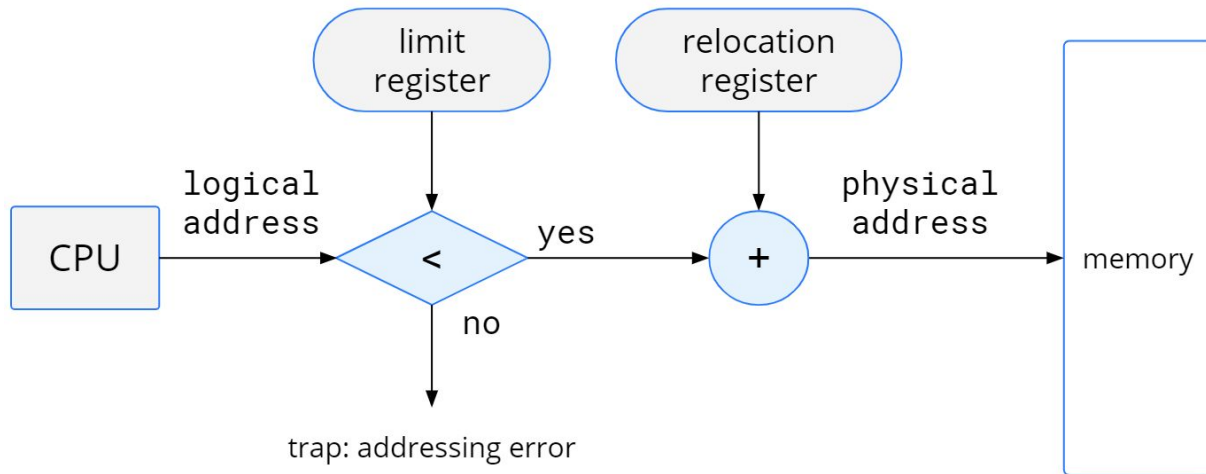 limit
register
relocation
register
logical
address
physical
address
CPU
<
yes
+
memory
no
trap: addressing error